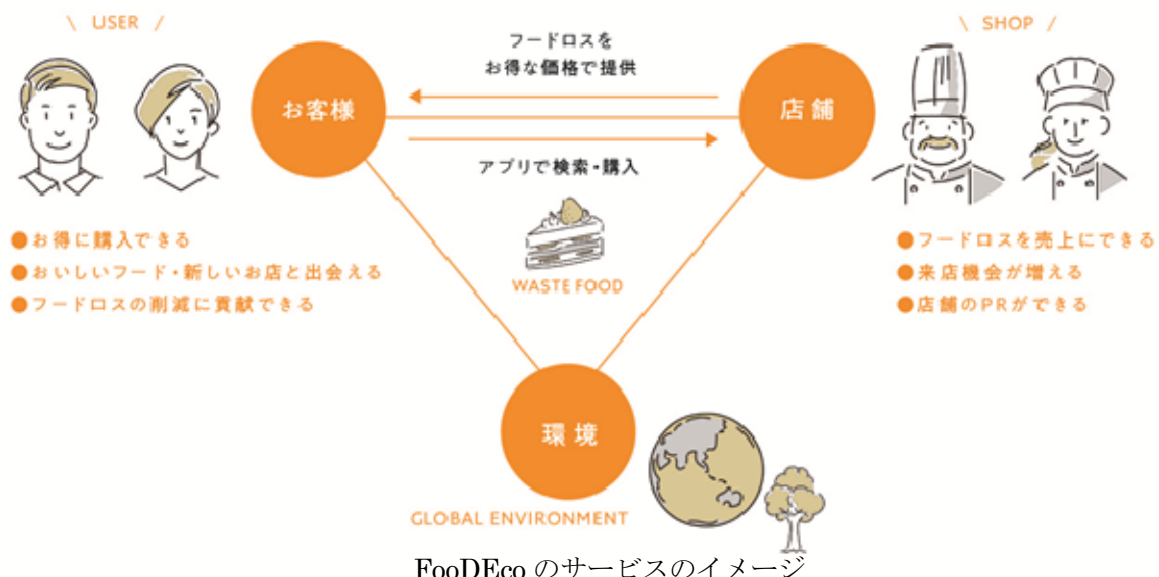 \ USER /
\ SHOP /
フードロスを
お得な価格で提供
お客様
店舗
アプリで検索・購入
●お得に購入できる
●おいしいフード・新しいお店と出会える
●フードロスの削減に貢献できる
WASTE FOOD
●フードロスを売上にできる
●来店機会が増える
●店舗のPRができる
環境
GLOBAL ENVIRONMENT
FooDEco のサービスのイメージ